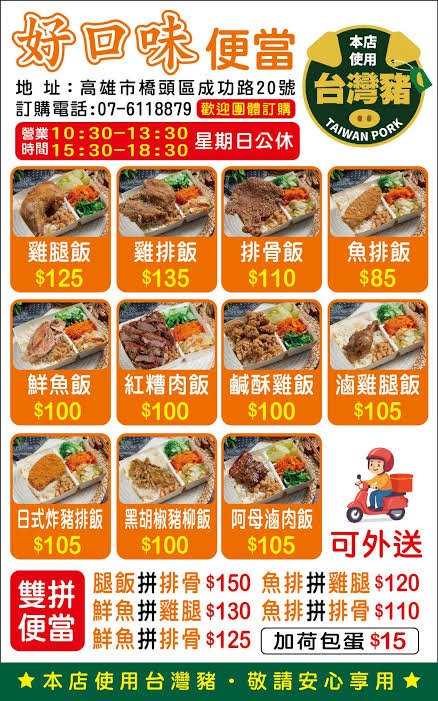 好口味便當
地 址：高雄市橋頭區成功路20號
訂購電話:07-6118879 歡迎團體訂購
營業時間 10:30-13:30
15:30-18:30 星期日公休
本店使用
台灣豬
TAIWAN PORK
雞腿飯 雞排飯 排骨飯 魚排飯
$125 $135 $110 $85
鮮魚飯 紅糟肉飯 鹹酥雞飯 滷雞腿飯
$100 $100 $100 $105
日式炸豬排飯 黑胡椒豬柳飯 阿母滷肉飯
$105 $100 $105
可外送
雙拼便當
腿飯拼排骨$150 魚排拼雞腿$120
鮮魚拼雞腿$130 魚排拼排骨$110
鮮魚拼排骨$125 加荷包蛋$15
★本店使用台灣豬・敬請安心享用★